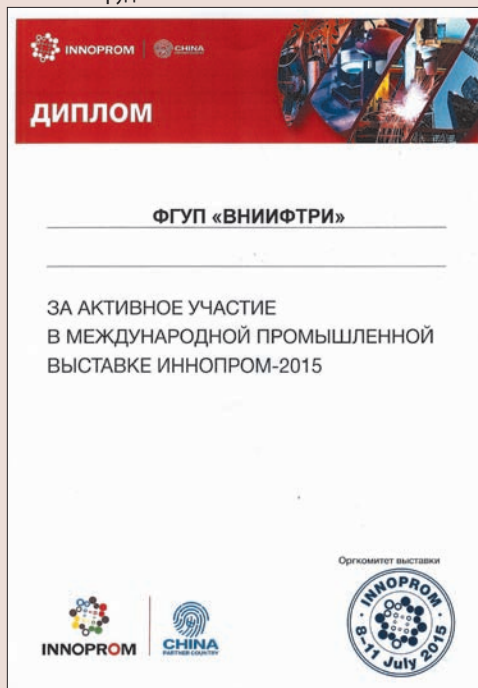 INNOPROM CHINA
ДИПЛОМ
ФГУП «ВНИИФТРИ»
ЗА АКТИВНОЕ УЧАСТИЕ
В МЕЖДУНАРОДНОЙ ПРОМЫШЛЕННОЙ
ВЫСТАВКЕ ИННОПРОМ-2015
Оргкомитет выставки
INNOPROM
CHINA
PARTNER COUNTRY
· INNOPROM ·
8-11 July 2015